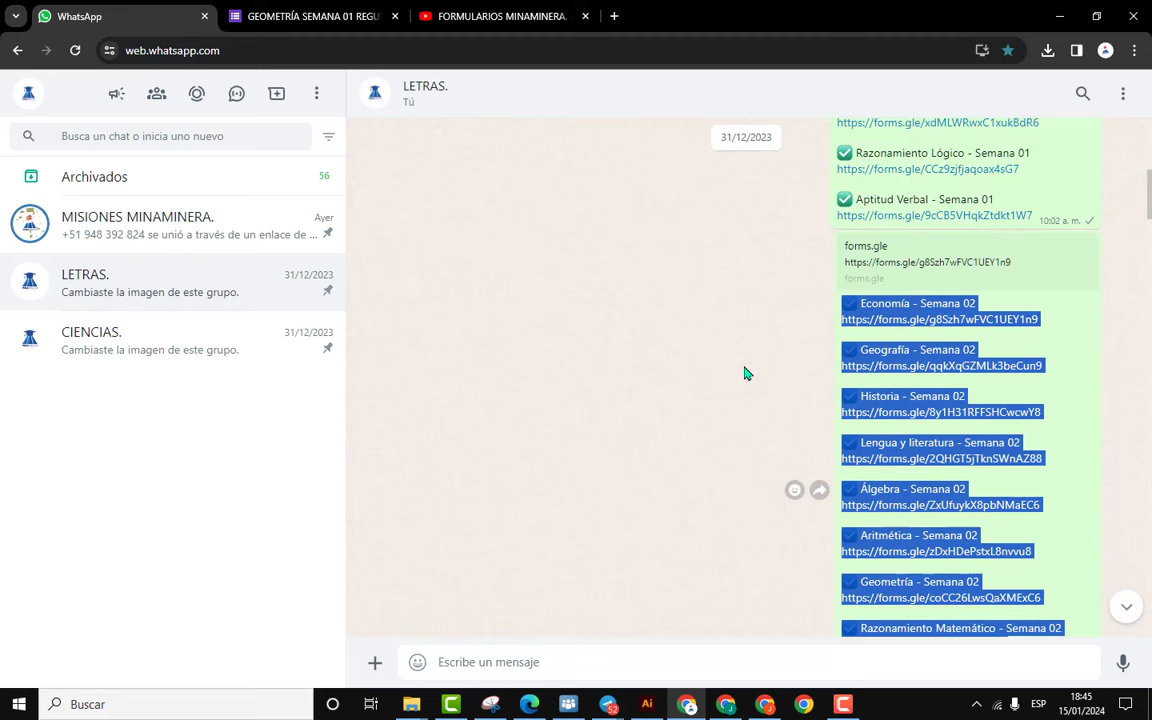 WhatsApp
GEOMETRÍA SEMANA 01 REGU
FORMULARIOS MINAMINERA.
web.whatsapp.com
LETRAS.
Tú
Busca un chat o inicia uno nuevo
Archivados
56
MISIONES MINAMINERA.
Ayer
+51 948 392 824 se unió a través de un enlace de ...
LETRAS.
31/12/2023
Cambiaste la imagen de este grupo.
CIENCIAS.
31/12/2023
Cambiaste la imagen de este grupo.
31/12/2023
https://forms.gle/xdMLWRwxC1xukBdR6
Razonamiento Lógico - Semana 01
https://forms.gle/CCz9zjfjaqoax4sG7
Aptitud Verbal - Semana 01
https://forms.gle/9cCB5VHqkZtdkt1W7
10:02 a. m.
forms.gle
https://forms.gle/g8Szh7wFVC1UEY1n9
forms.gle
Economía - Semana 02
https://forms.gle/g8Szh7wFVC1UEY1n9
Geografía - Semana 02
https://forms.gle/qqkXqGZMLk3beCun9
Historia - Semana 02
https://forms.gle/8y1H31RFFSHCwcwY8
Lengua y literatura - Semana 02
https://forms.gle/2QHGT5jTknSWnAZ88
Álgebra - Semana 02
https://forms.gle/ZxUfuykX8pbNMaEC6
Aritmética - Semana 02
https://forms.gle/zDxHDePstxL8nvvu8
Geometría - Semana 02
https://forms.gle/coCC26LwsQaXMExC6
Razonamiento Matemático - Semana 02
Escribe un mensaje
Buscar
52
Ai
ESP
18:45
15/01/2024